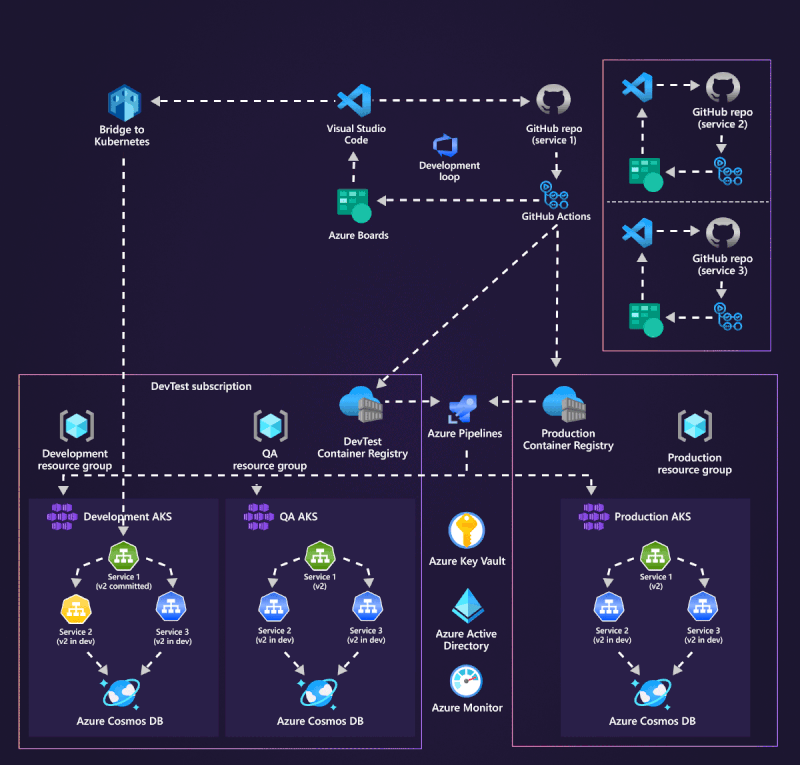 Bridge to
Kubernetes
Visual Studio
Code
GitHub repo
(service 1)
Development
loop
Azure Boards
GitHub Actions
GitHub repo
(service 2)
GitHub repo
(service 3)
DevTest subscription
Development
resource group
QA
resource group
DevTest
Container Registry
Azure Pipelines
Production
Container Registry
Production
resource group
Development AKS
Service 1
(v2 committed)
Service 2
(v2 in dev)
Service 3
(v2 in dev)
Azure Cosmos DB
QA AKS
Service 1
(v2)
Service 2
(v2 in dev)
Service 3
(v2 in dev)
Azure Cosmos DB
Azure Key Vault
Azure Active
Directory
Azure Monitor
Production AKS
Service 1
(v2)
Service 2
(v2 in dev)
Service 3
(v2 in dev)
Azure Cosmos DB